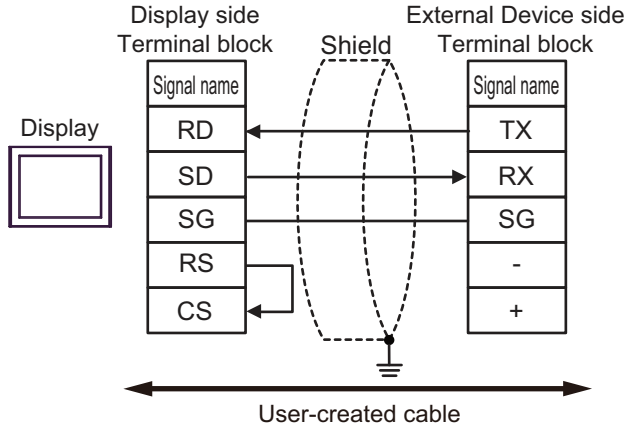 Display side
Terminal block
External Device side
Terminal block
Shield
Display
Signal name
Signal name
RD
TX
SD
RX
SG
SG
RS
-
CS
+
User-created cable